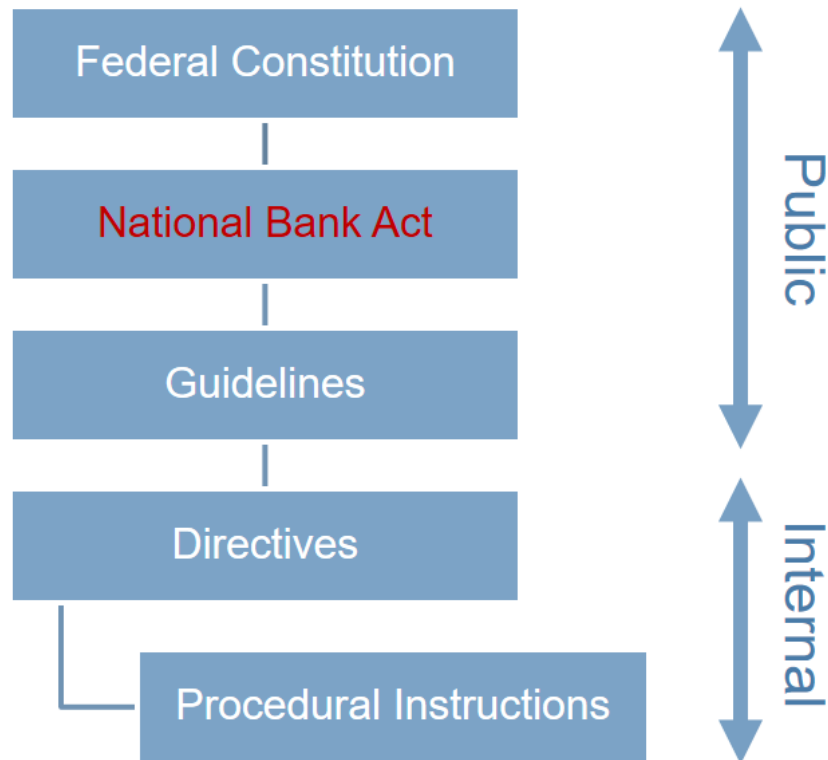 Federal Constitution
National Bank Act
Guidelines
Directives
Procedural Instructions
Public
Internal